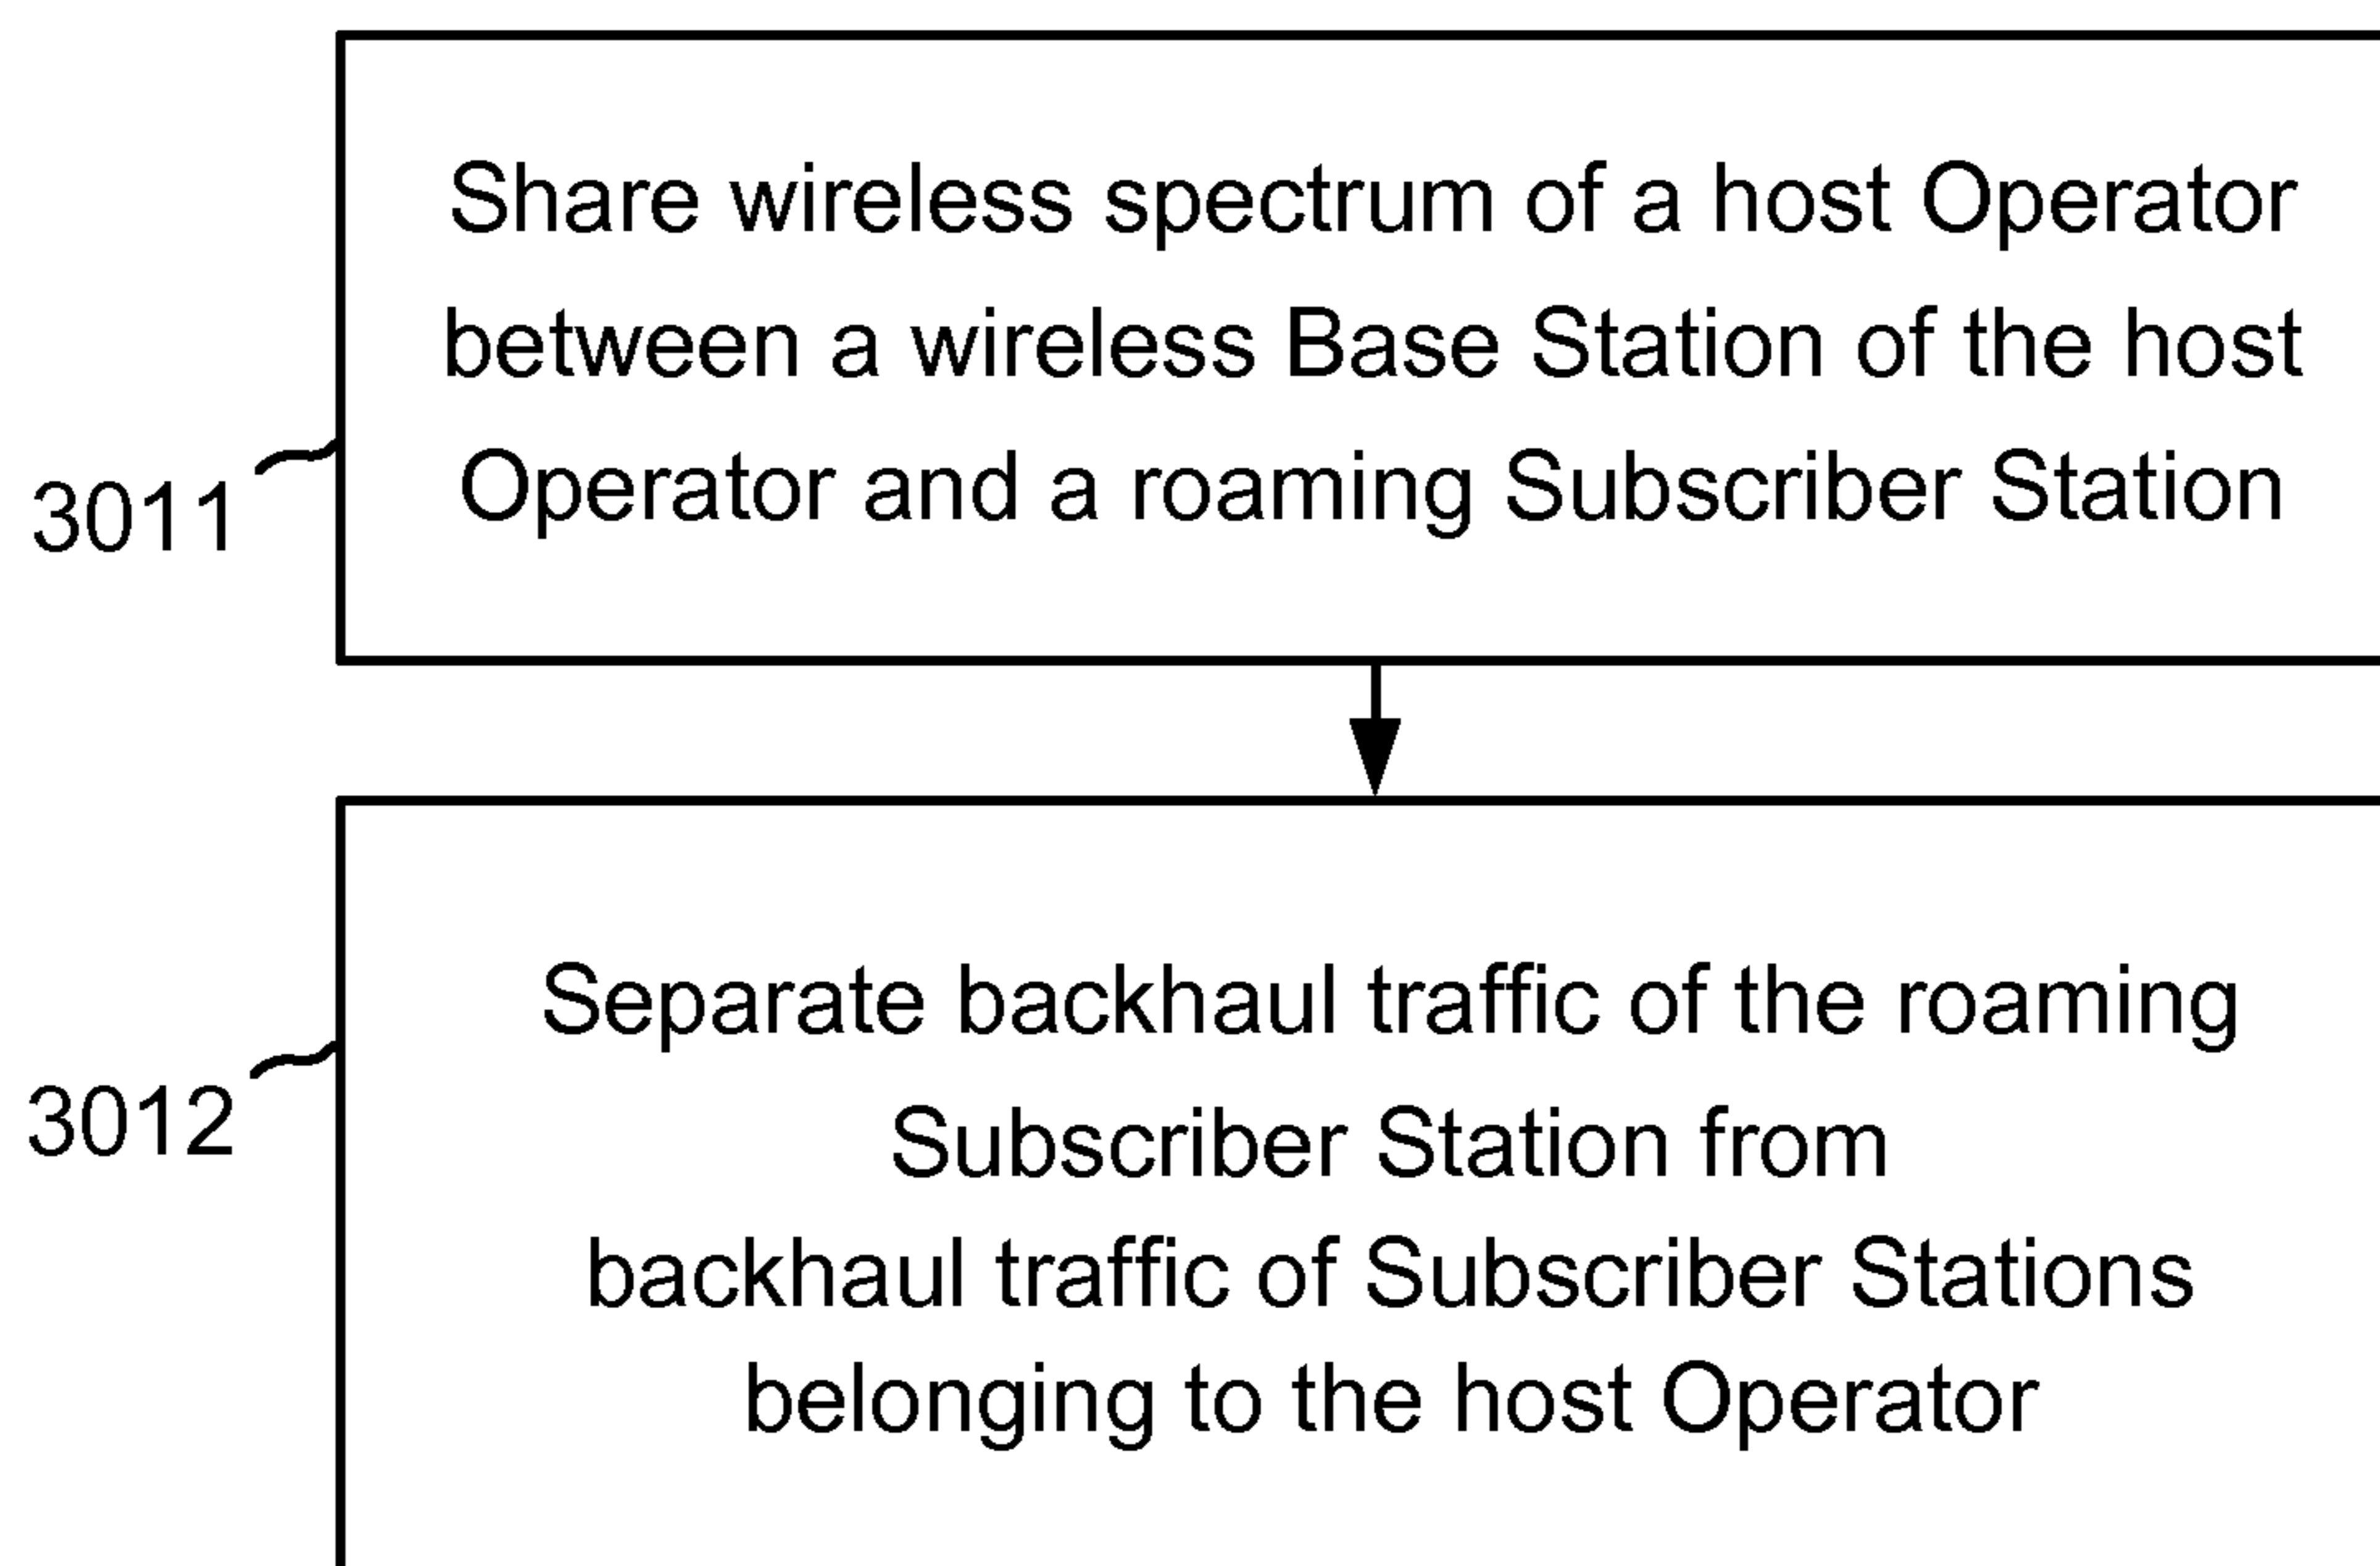 Share wireless spectrum of a host Operator
between a wireless Base Station of the host
Operator and a roaming Subscriber Station
3011
Separate backhaul traffic of the roaming
Subscriber Station from
backhaul traffic of Subscriber Stations
belonging to the host Operator
3012